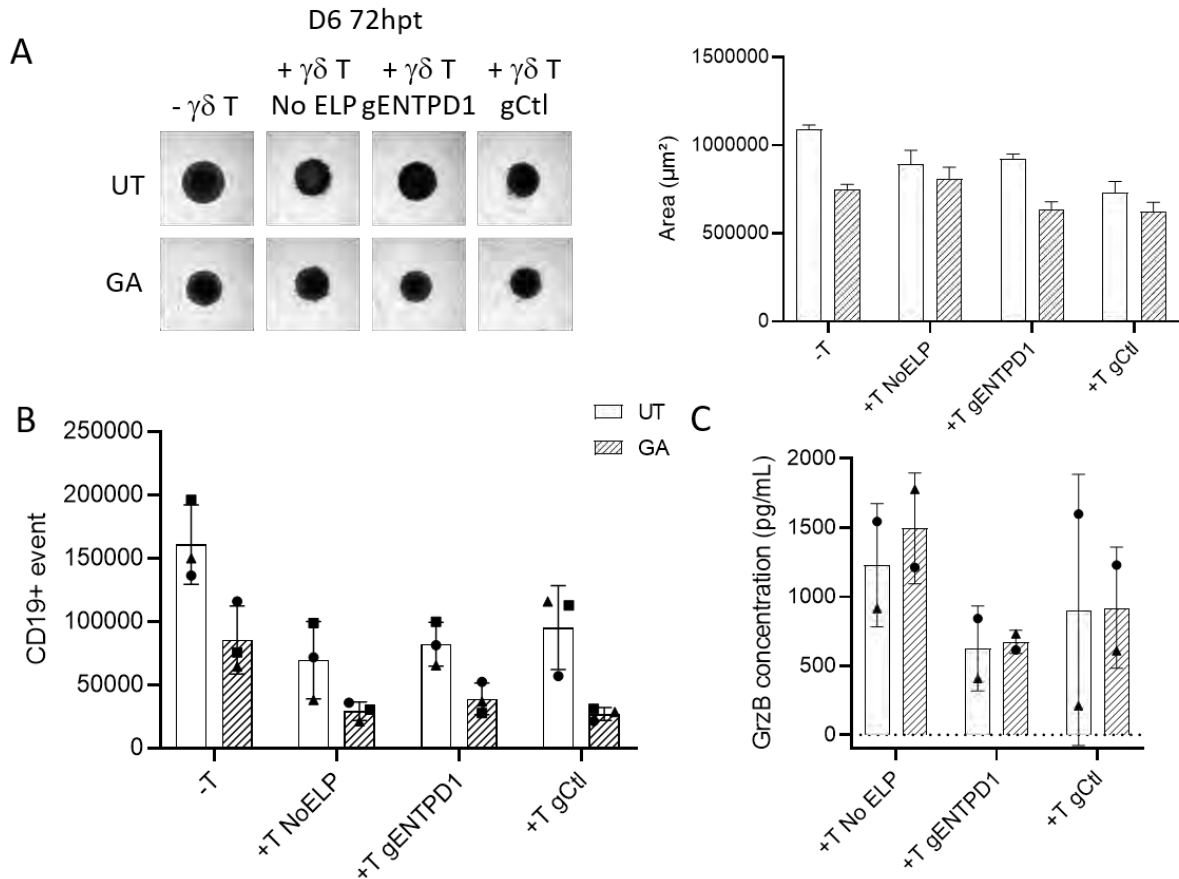 D6 72hpt
A
+ γδ T + γδ T + γδ T
- γδ T No ELP gENTPD1 gCtl
UT
GA
Area (µm²)
1500000
1000000
500000
0
-T
+T NoELP
+T gENTPD1
+T gCtl
B
CD19+ event
250000
200000
150000
100000
50000
0
-T
+T NoELP
+T gENTPD1
+T gCtl
UT
GA
C
GrzB concentration (pg/mL)
2000
1500
1000
500
0
+T No ELP
+T gENTPD1
+T gCtl